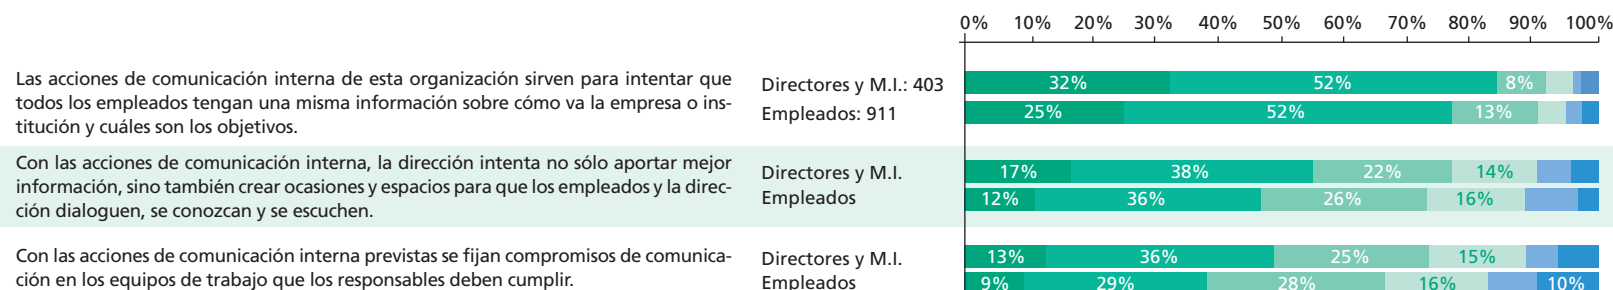 0% 10% 20% 30% 40% 50% 60% 70% 80% 90% 100%
Las acciones de comunicación interna de esta organización sirven para intentar que
todos los empleados tengan una misma información sobre cómo va la empresa o ins-
titución y cuáles son los objetivos.
Directores y M.I.: 403
32% 52% 8%
Empleados: 911
25% 52% 13%
Con las acciones de comunicación interna, la dirección intenta no sólo aportar mejor
información, sino también crear ocasiones y espacios para que los empleados y la direc-
ción dialoguen, se conozcan y se escuchen.
Directores y M.I.
17% 38% 22% 14%
Empleados
12% 36% 26% 16%
Con las acciones de comunicación interna previstas se fijan compromisos de comunica-
ción en los equipos de trabajo que los responsables deben cumplir.
Directores y M.I.
13% 36% 25% 15%
Empleados
9% 29% 28% 16% 10%